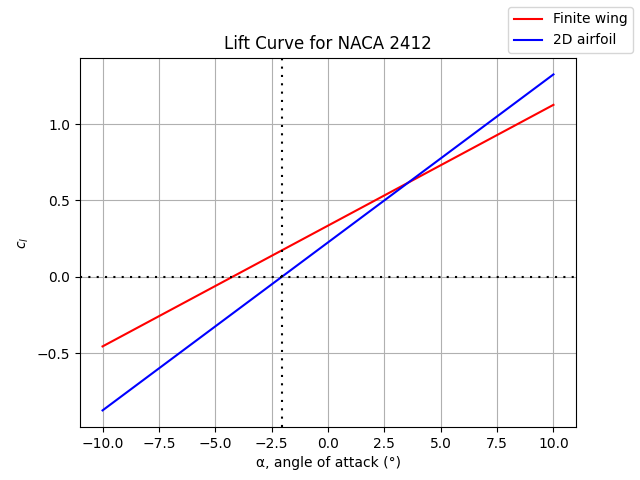 Finite wing
2D airfoil
Lift Curve for NACA 2412
1.0
0.5
0.0
−0.5
c_l
−10.0 −7.5 −5.0 −2.5 0.0 2.5 5.0 7.5 10.0
α, angle of attack (°)